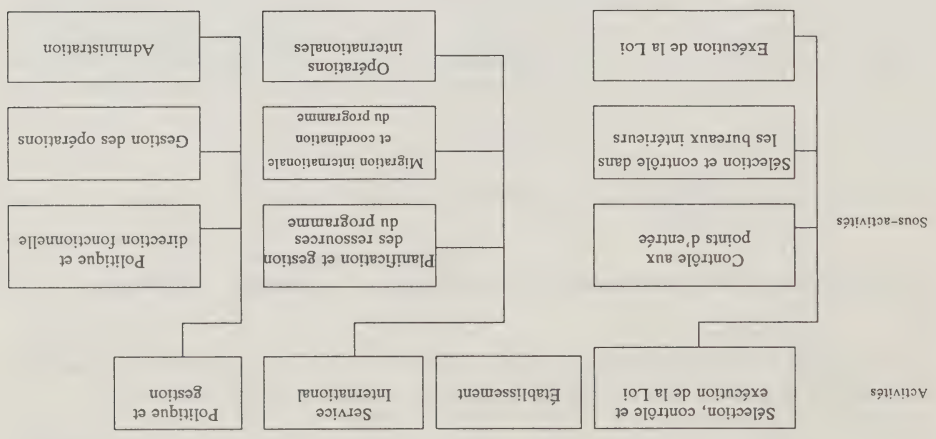 Activités
Sélection, contrôle et
exécution de la Loi
Établissement
Service
International
Politique et
gestion
Sous-activités
Contrôle aux
points d'entrée
Planification et gestion
des ressources
du programme
Politique et
direction fonctionnelle
Sélection et contrôle dans
les bureaux intérieurs
Migration internationale
et coordination
du programme
Gestion des opérations
Exécution de la Loi
Opérations
internationales
Administration